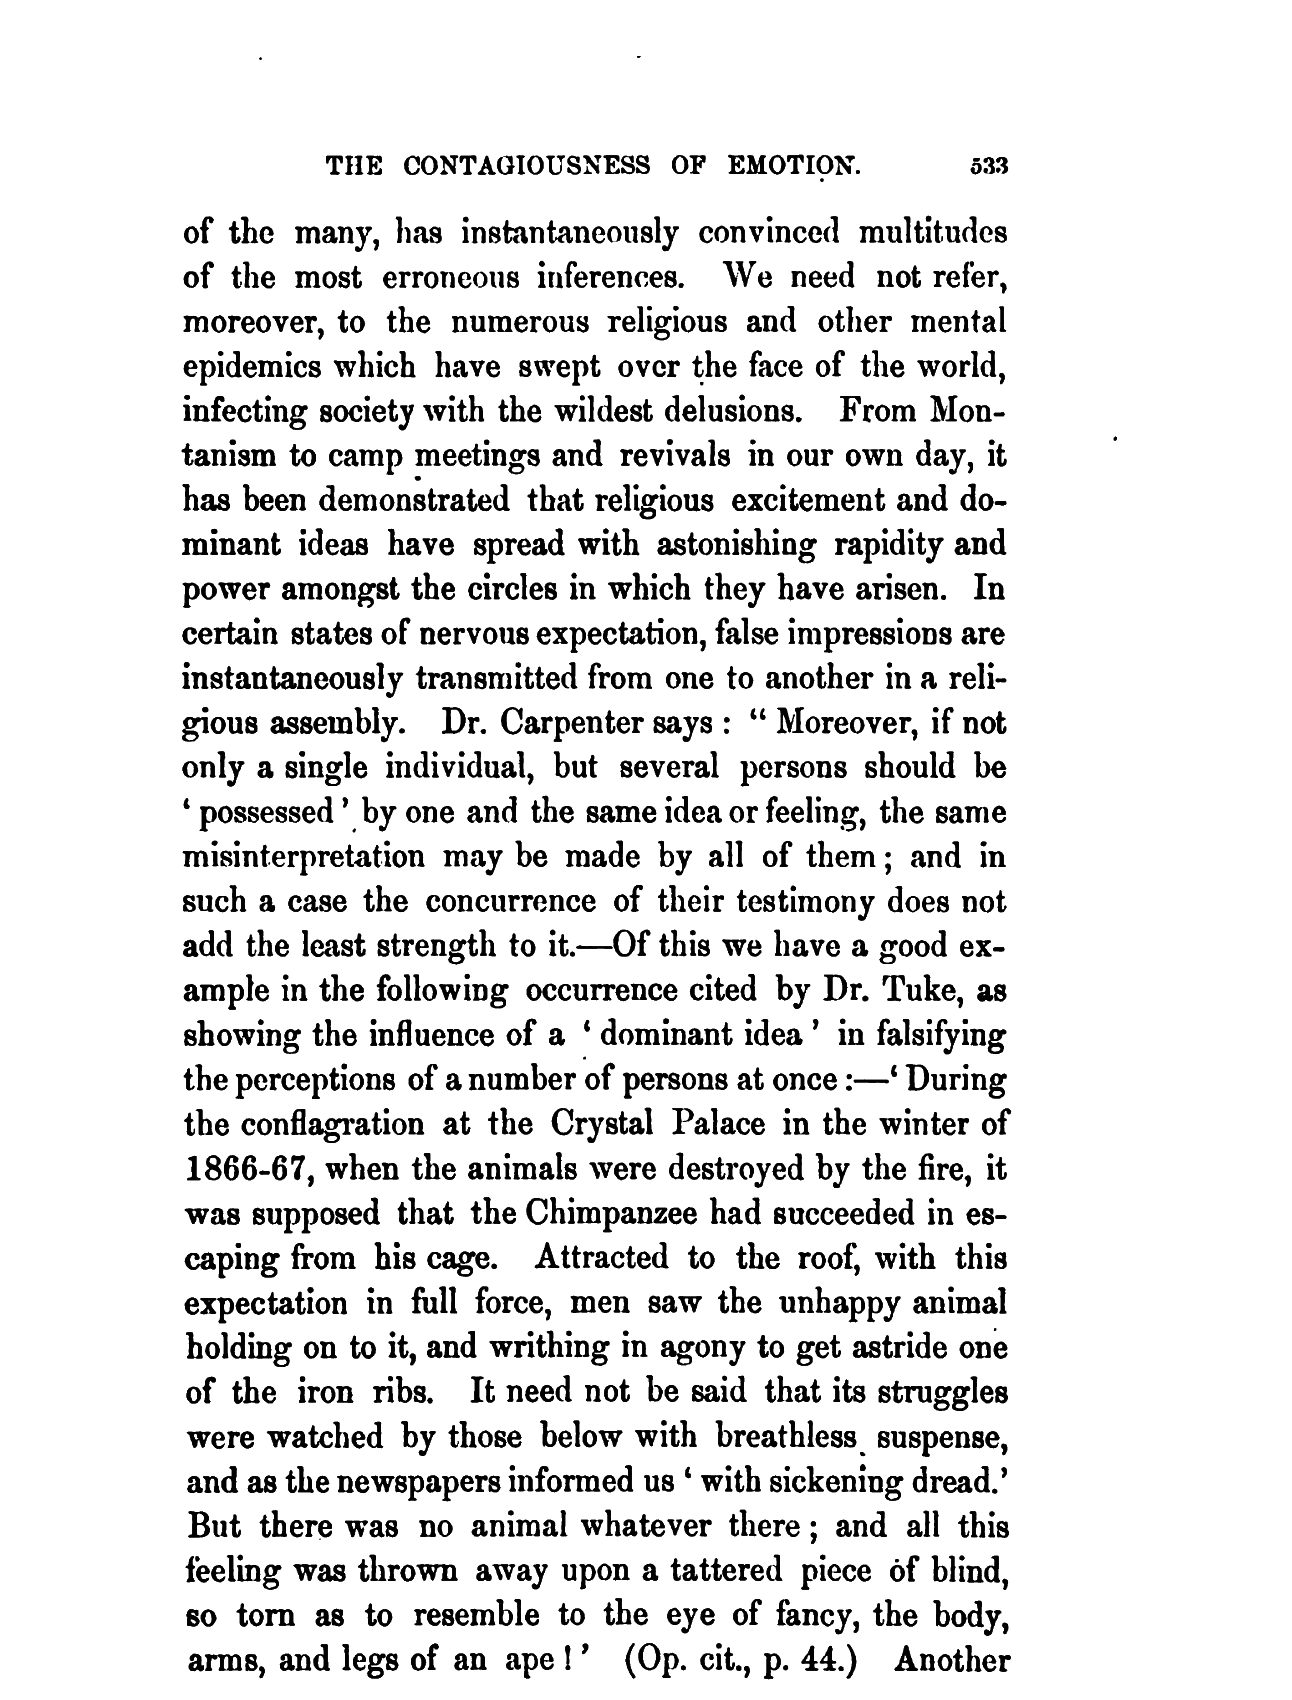 THE CONTAGIOUSNESS OF EMOTION. 533
of the many, has instantaneously convinced multitudes
of the most erroneous inferences. We need not refer,
moreover, to the numerous religious and other mental
epidemics which have swept over the face of the world,
infecting society with the wildest delusions. From Mon-
tanism to camp meetings and revivals in our own day, it
has been demonstrated that religious excitement and do-
minant ideas have spread with astonishing rapidity and
power amongst the circles in which they have arisen. In
certain states of nervous expectation, false impressions are
instantaneously transmitted from one to another in a reli-
gious assembly. Dr. Carpenter says : “ Moreover, if not
only a single individual, but several persons should be
‘ possessed ’ by one and the same idea or feeling, the same
misinterpretation may be made by all of them ; and in
such a case the concurrence of their testimony does not
add the least strength to it.—Of this we have a good ex-
ample in the following occurrence cited by Dr. Tuke, as
showing the influence of a ‘ dominant idea ’ in falsifying
the perceptions of a number of persons at once :—‘ During
the conflagration at the Crystal Palace in the winter of
1866-67, when the animals were destroyed by the fire, it
was supposed that the Chimpanzee had succeeded in es-
caping from his cage. Attracted to the roof, with this
expectation in full force, men saw the unhappy animal
holding on to it, and writhing in agony to get astride one
of the iron ribs. It need not be said that its struggles
were watched by those below with breathless suspense,
and as the newspapers informed us ‘ with sickening dread.’
But there was no animal whatever there ; and all this
feeling was thrown away upon a tattered piece of blind,
so torn as to resemble to the eye of fancy, the body,
arms, and legs of an ape ! ’ (Op. cit., p. 44.) Another